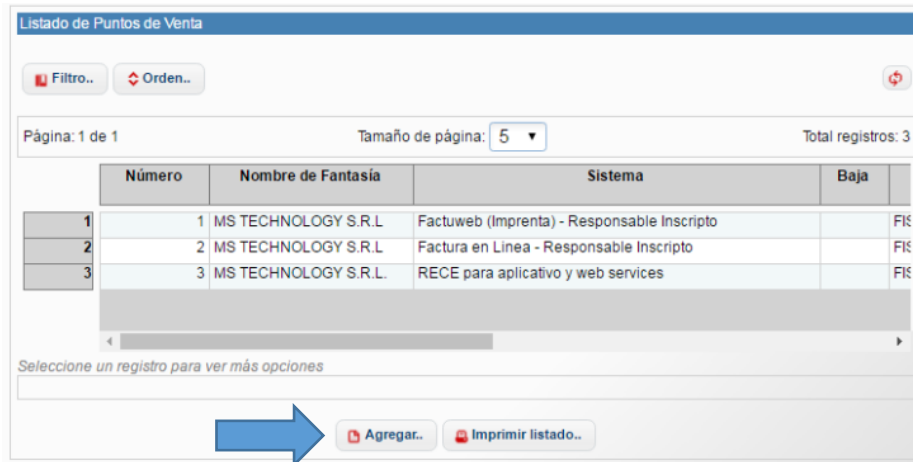 Listado de Puntos de Venta
Filtro.. Orden..
Página: 1 de 1 Tamaño de página: 5 Total registros: 3
Número Nombre de Fantasía Sistema Baja
1 1 MS TECHNOLOGY S.R.L Factuweb (Imprenta) - Responsable Inscripto FIS
2 2 MS TECHNOLOGY S.R.L Factura en Linea - Responsable Inscripto FIS
3 3 MS TECHNOLOGY S.R.L. RECE para aplicativo y web services FIS
Seleccione un registro para ver más opciones
Agregar.. Imprimir listado..